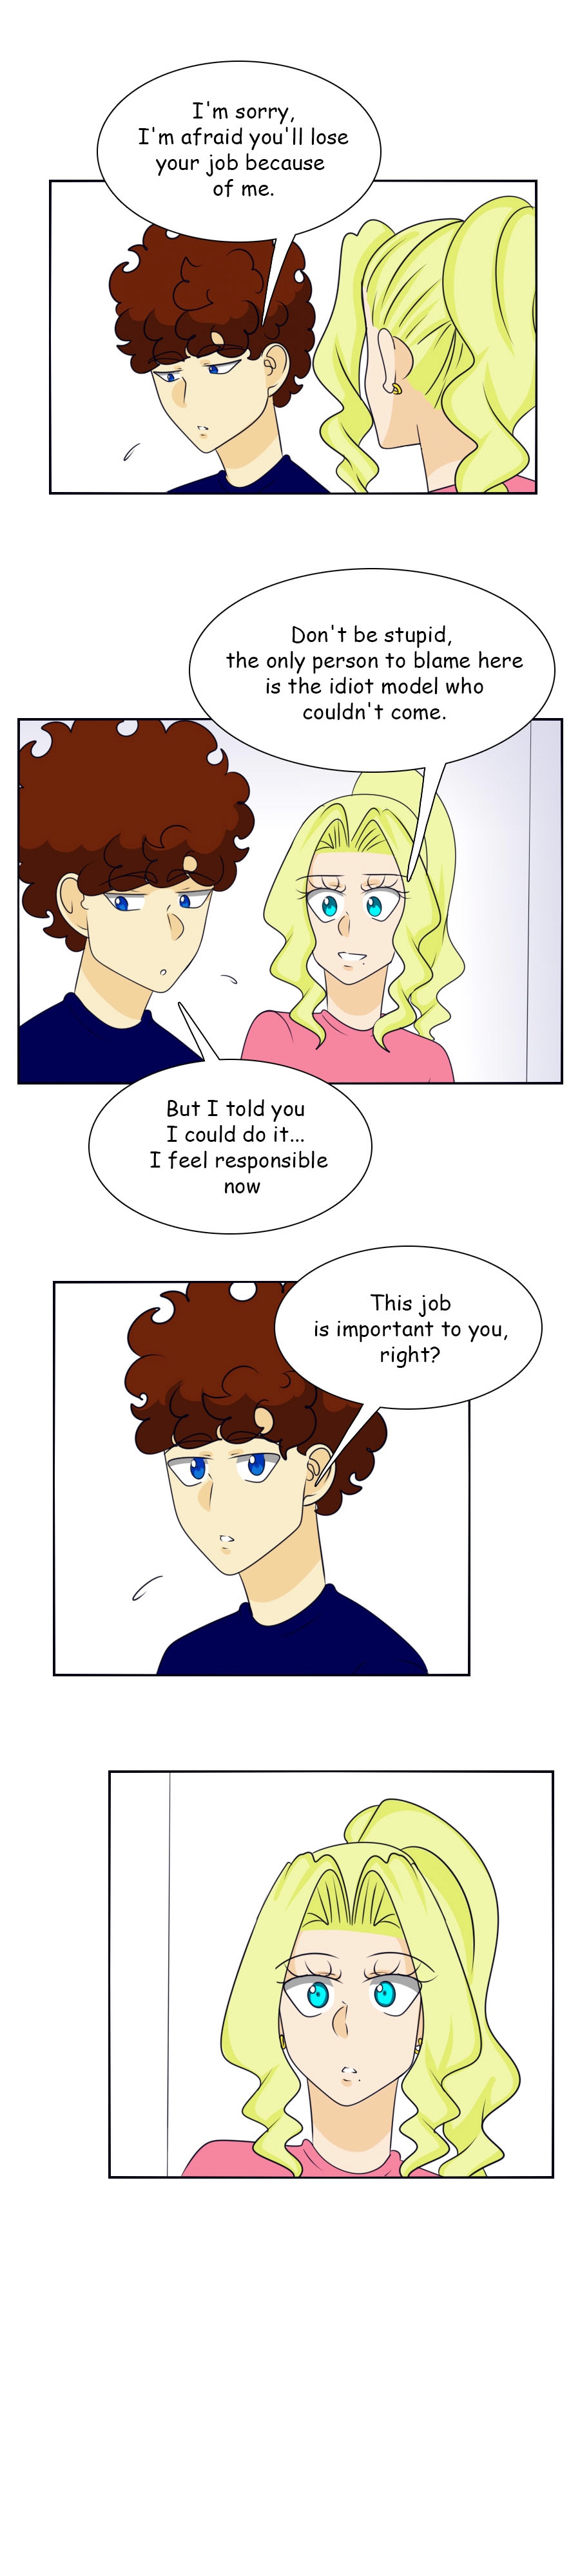 I'm sorry,
I'm afraid you'll lose
your job because
of me.
Don't be stupid,
the only person to blame here
is the idiot model who
couldn't come.
But I told you
I could do it...
I feel responsible
now
This job
is important to you,
right?